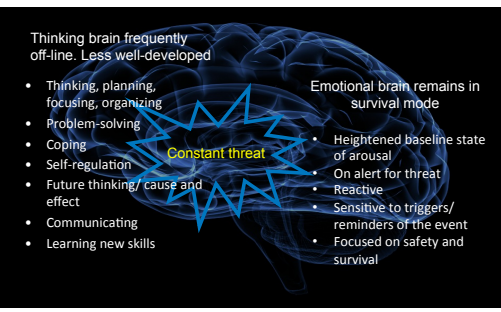 Thinking brain frequently
off-line. Less well-developed
• Thinking, planning,
focusing, organizing
• Problem-solving
• Coping
• Self-regulation
• Future thinking/ cause and
effect
• Communicating
• Learning new skills
Constant threat
Emotional brain remains in
survival mode
• Heightened baseline state
of arousal
• On alert for threat
• Reactive
• Sensitive to triggers/
reminders of the event
• Focused on safety and
survival